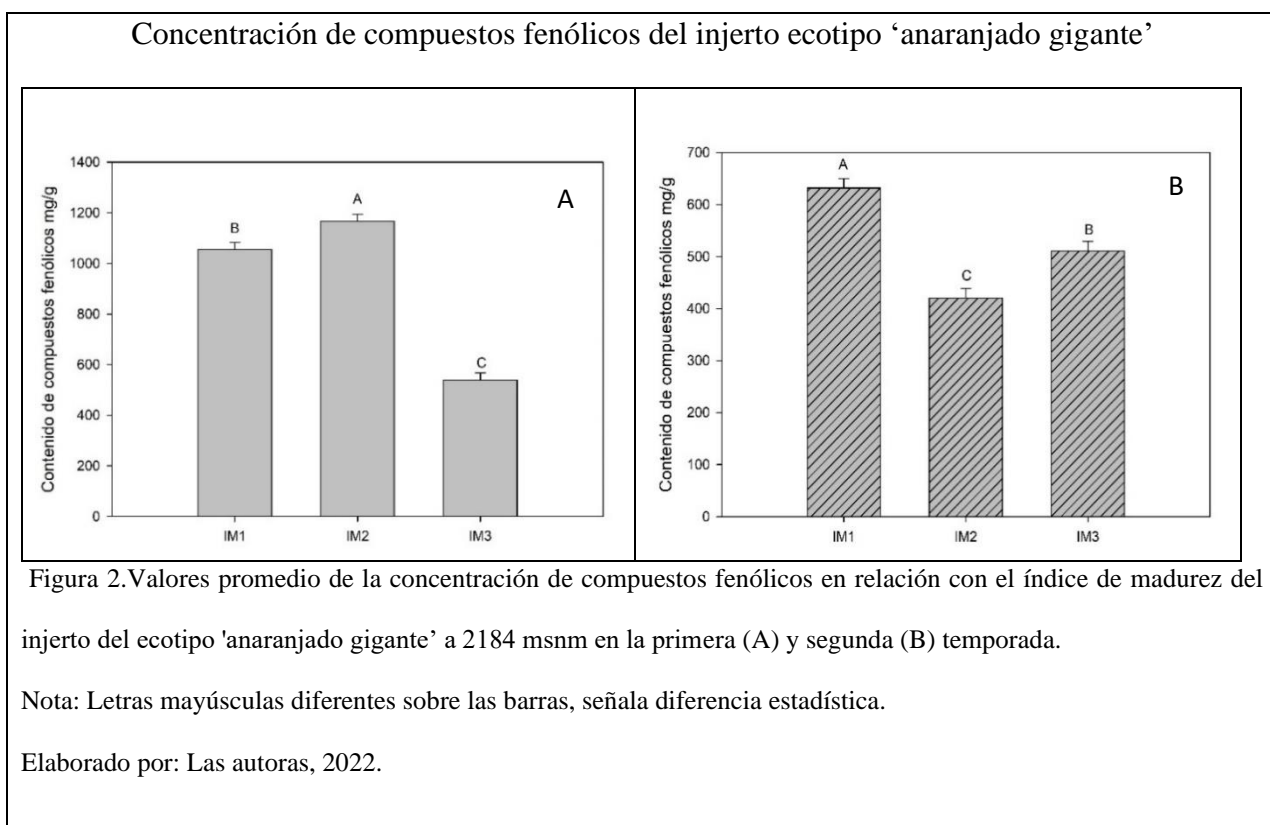 Concentración de compuestos fenólicos del injerto ecotipo ‘anaranjado gigante’
Contenido de compuestos fenólicos mg/g
1400
1200
1000
800
600
400
200
0
B
A
C
A
IM1
IM2
IM3
Contenido de compuestos fenólicos mg/g
700
600
500
400
300
200
100
0
A
C
B
B
IM1
IM2
IM3
Figura 2.Valores promedio de la concentración de compuestos fenólicos en relación con el índice de madurez del
injerto del ecotipo 'anaranjado gigante’ a 2184 msnm en la primera (A) y segunda (B) temporada.
Nota: Letras mayúsculas diferentes sobre las barras, señala diferencia estadística.
Elaborado por: Las autoras, 2022.